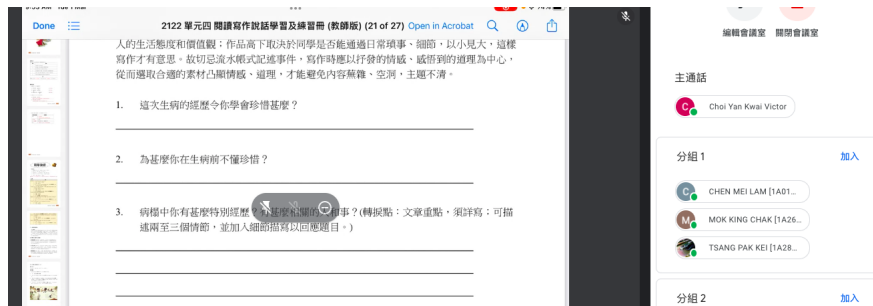 Done
2122 單元四 閱讀寫作說話學習及練習冊 (教師版) (21 of 27)
Open in Acrobat
人的生活態度和價值觀;作品高下取決於同學是否能通過日常瑣事、細節,以小見大,這樣
寫作才有意思。故切忌流水帳式記述事件,寫作時應以抒發的情感、感悟到的道理為中心,
從而選取合適的素材凸顯情感、道理,才能避免內容蕪雜、空洞,主題不清。
1. 這次生病的經歷令你學會珍惜甚麼?
2. 為甚麼你在生病前不懂珍惜?
3. 病榻中你有甚麼特別經歷?有甚麼相關的人和事?(轉捩點:文章重點,須詳寫;可描
述兩至三個情節,並加入細節描寫以回應題目。)
編輯會議室 關閉會議室
主通話
Choi Yan Kwai Victor
分組 1
加入
C
CHEN MEI LAM [1A01...
M
MOK KING CHAK [1A26...
TSANG PAK KEI [1A28...
分組 2
加入